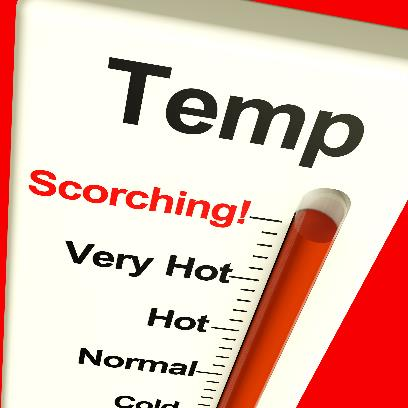 Temp
Scorching!
Very Hot
Hot
Normal
Cold